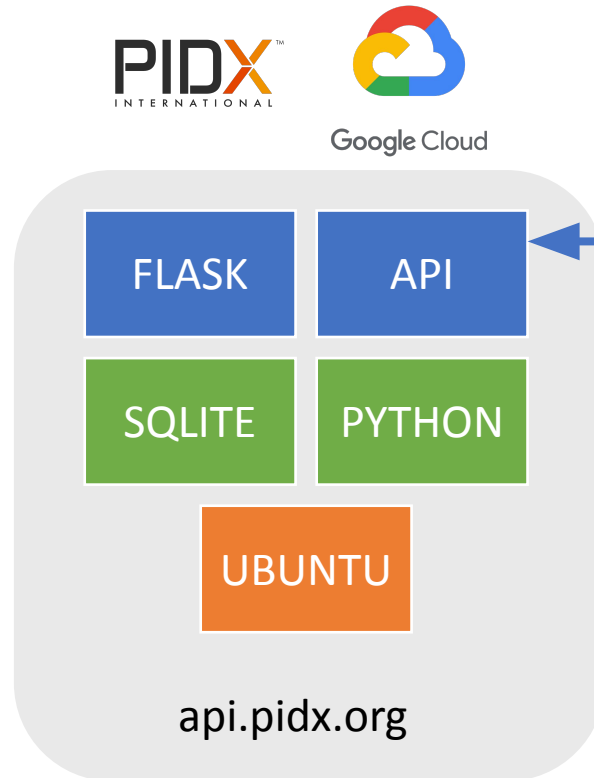 PIDX™
INTERNATIONAL
Google Cloud
FLASK
API
SQLITE
PYTHON
UBUNTU
api.pidx.org